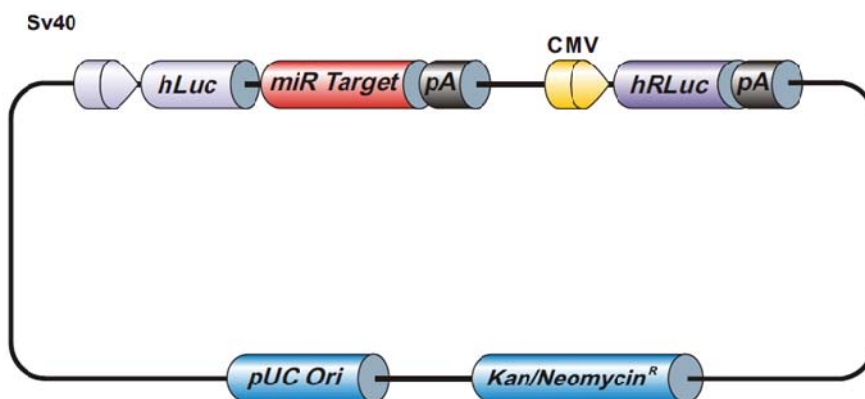 Sv40
CMV
hLuc
miR Target
pA
hRLuc
pA
pUC Ori
Kan/Neomycin R